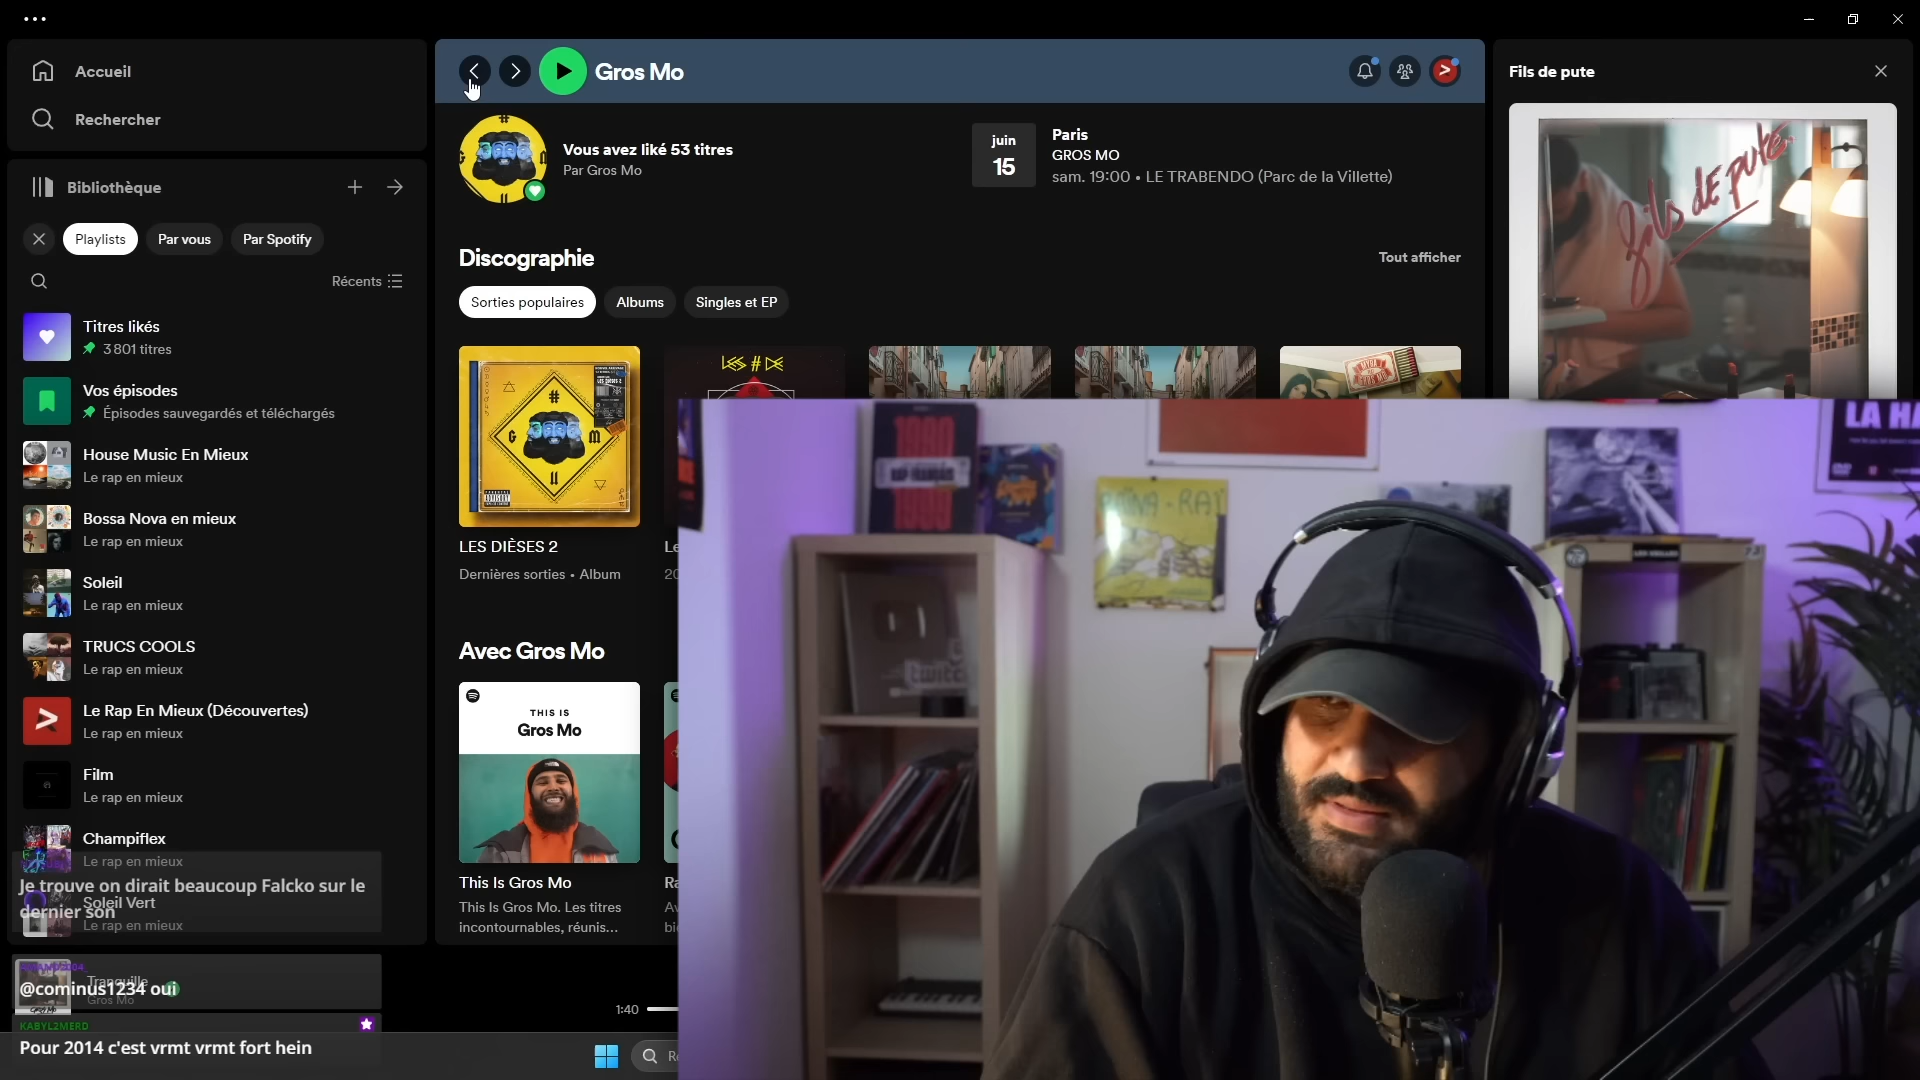 Accueil
Rechercher
Bibliothèque
Playlists
Par vous
Par Spotify
Récents
Titres likés
3 801 titres
Vos épisodes
Épisodes sauvegardés et téléchargés
House Music En Mieux
Le rap en mieux
Bossa Nova en mieux
Le rap en mieux
Soleil
Le rap en mieux
TRUCS COOLS
Le rap en mieux
Le Rap En Mieux (Découvertes)
Le rap en mieux
Film
Le rap en mieux
Champiflex
Le rap en mieux
Je trouve on dirait beaucoup Falcko sur le
dernier son
Soleil Vert
Le rap en mieux
Tranquille
Gros Mo
@cominus1234 oui
KABYL2MERD
Pour 2014 c'est vrmt vrmt fort hein
Gros Mo
Vous avez liké 53 titres
Par Gros Mo
juin
15
Paris
GROS MO
sam. 19:00 • LE TRABENDO (Parc de la Villette)
Discographie
Tout afficher
Sorties populaires
Albums
Singles et EP
LES DIÈSES 2
Dernières sorties • Album
Avec Gros Mo
THIS IS
Gros Mo
This Is Gros Mo
This Is Gros Mo. Les titres
incontournables, réunis...
1:40
Fils de pute
fils de pute
LA HA
twitch